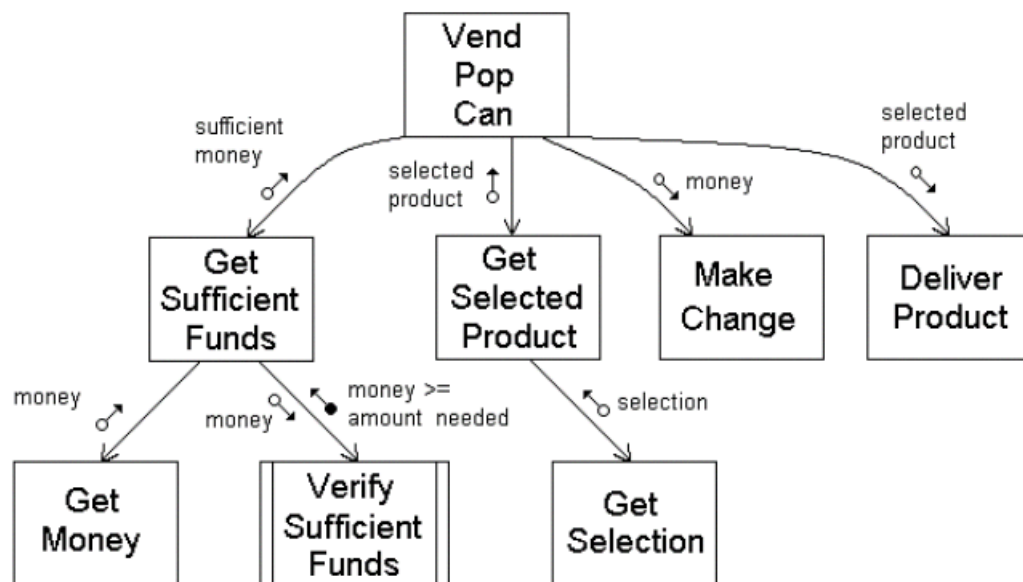 Vend
Pop
Can
sufficient
money
selected
product
money
selected
product
Get
Sufficient
Funds
Get
Selected
Product
Make
Change
Deliver
Product
money
money
money >=
amount needed
selection
Get
Money
Verify
Sufficient
Funds
Get
Selection